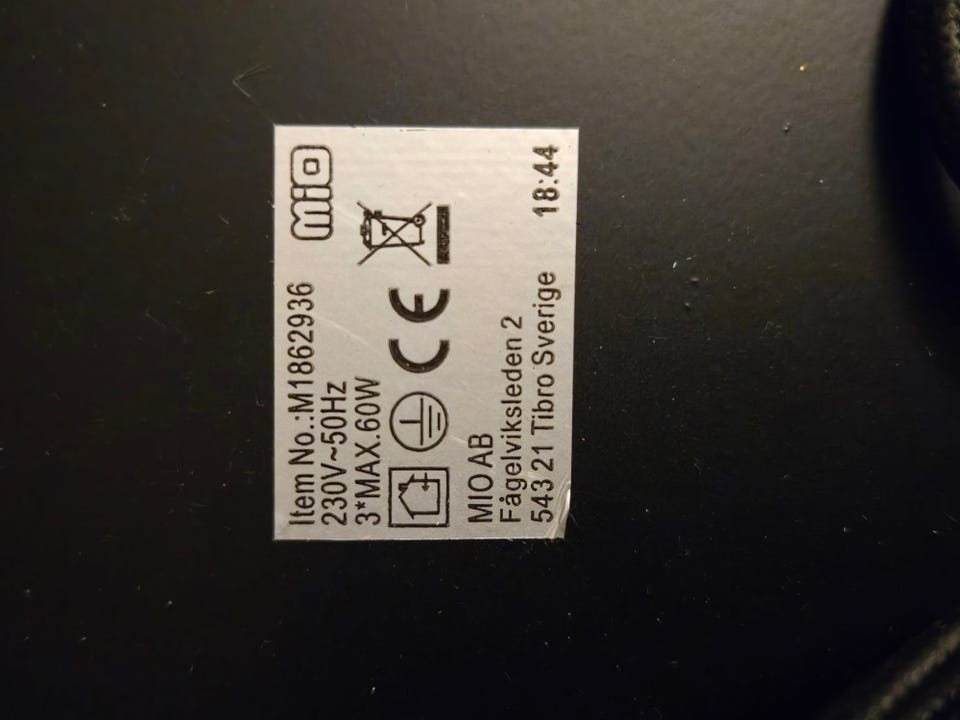 Item No.:M1862936 mio
230V~50Hz
3*MAX.60W
CE
MIO AB
Fågelviksleden 2
543 21 Tibro Sverige 18:44